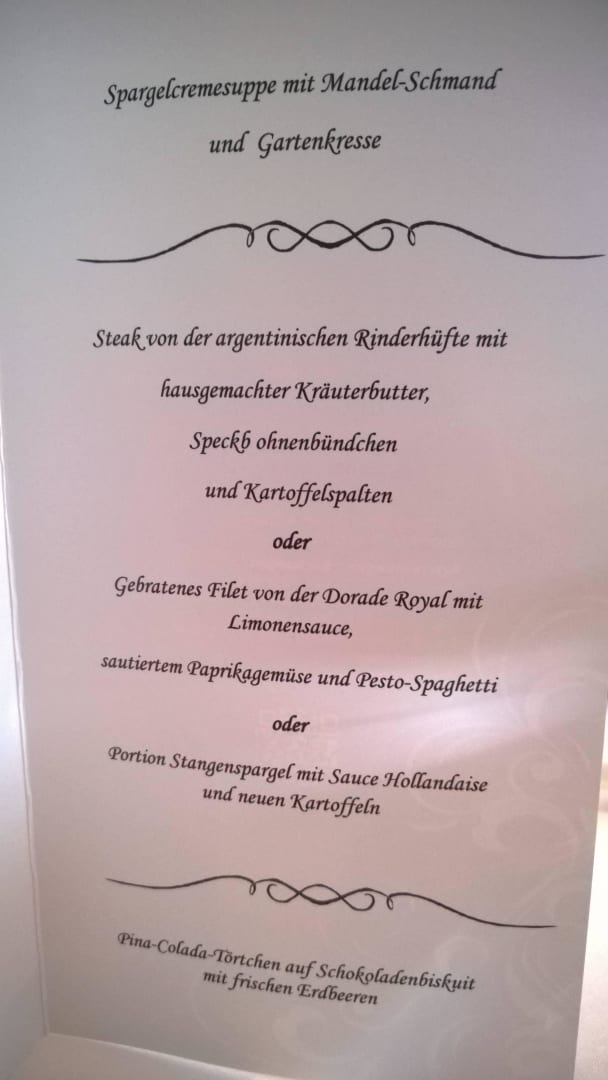 Spargelcremesuppe mit Mandel-Schmand
und Gartenkresse
Steak von der argentinischen Rinderhüfte mit
hausgemachter Kräuterbutter,
Speckb ohnenbündchen
und Kartoffelspalten
oder
Gebratenes Filet von der Dorade Royal mit
Limonensauce,
sautiertem Paprikagemüse und Pesto-Spaghetti
oder
Portion Stangenspargel mit Sauce Hollandaise
und neuen Kartoffeln
Pina-Colada-Törtchen auf Schokoladenbiskuit
mit frischen Erdbeeren